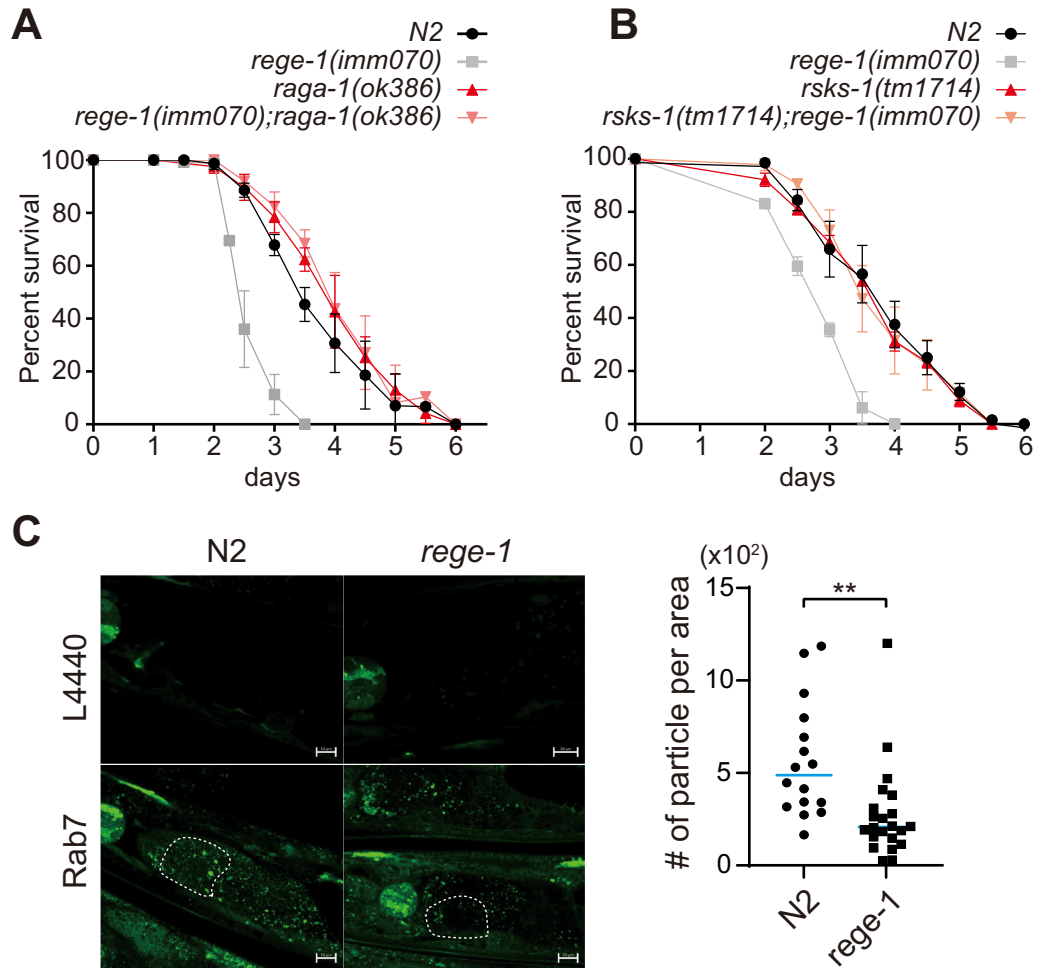 A
N2
rege-1(imm070)
raga-1(ok386)
rege-1(imm070);raga-1(ok386)
100
80
60
40
20
0
Percent survival
0 1 2 3 4 5 6
days
B
N2
rege-1(imm070)
rsks-1(tm1714)
rsks-1(tm1714);rege-1(imm070)
100
80
60
40
20
0
Percent survival
0 1 2 3 4 5 6
days
C
N2 rege-1
L4440
Rab7
(x10²)
15
10
5
0
# of particle per area
**
N2 rege-1